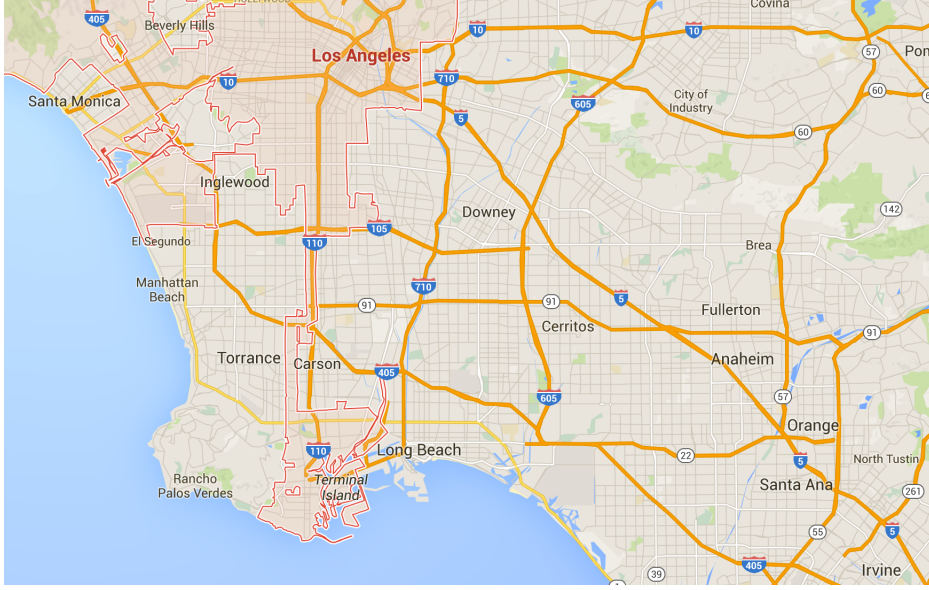 HOLLYWOOD
Covina
405
Beverly Hills
10
10
Los Angeles
57
Pon
710
10
60
Santa Monica
City of
Industry
605
5
60
Inglewood
Downey
142
105
El Segundo
110
Brea
Manhattan
Beach
710
91
91
5
Fullerton
Cerritos
91
Torrance
Carson
Anaheim
405
605
57
Orange
110
Long Beach
22
5
North Tustin
Rancho
Palos Verdes
Terminal
Island
Santa Ana
261
55
5
405
39
Irvine
1